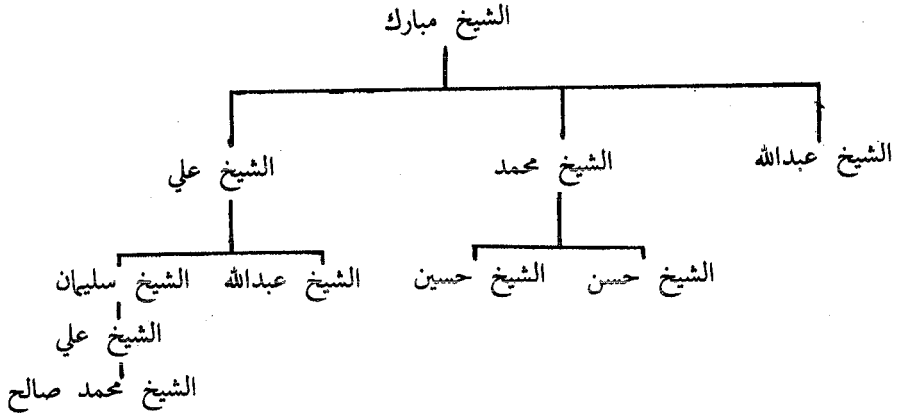 الشيخ مبارك
الشيخ عبدالله الشيخ محمد الشيخ علي
الشيخ حسن الشيخ حسين الشيخ عبدالله الشيخ سليمان
الشيخ علي
الشيخ محمد صالح